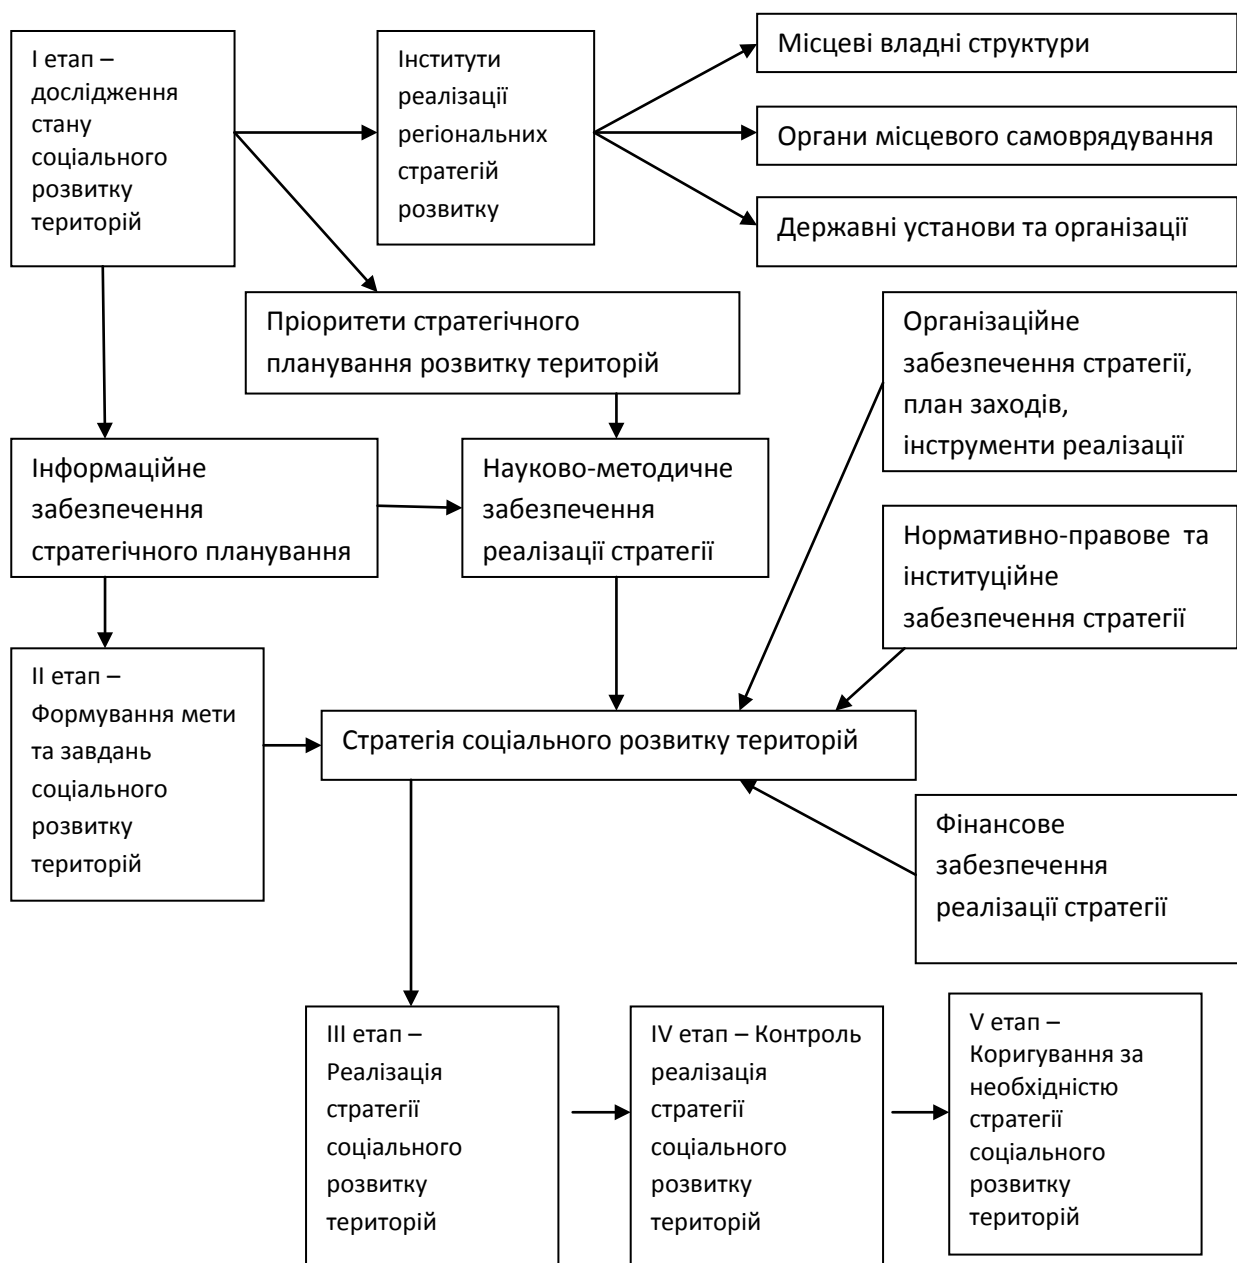 І етап –
дослідження
стану
соціального
розвитку
територій
Інститути
реалізації
регіональних
стратегій
розвитку
Місцеві владні структури
Органи місцевого самоврядування
Державні установи та організації
Пріоритети стратегічного
планування розвитку територій
Організаційне
забезпечення стратегії,
план заходів,
інструменти реалізації
Інформаційне
забезпечення
стратегічного планування
Науково-методичне
забезпечення
реалізації стратегії
Нормативно-правове та
інституційне
забезпечення стратегії
ІІ етап –
Формування мети
та завдань
соціального
розвитку
територій
Стратегія соціального розвитку територій
Фінансове
забезпечення
реалізації стратегії
ІІІ етап –
Реалізація
стратегії
соціального
розвитку
територій
IV етап – Контроль
реалізація
стратегії
соціального
розвитку
територій
V етап –
Коригування за
необхідністю
стратегії
соціального
розвитку
територій